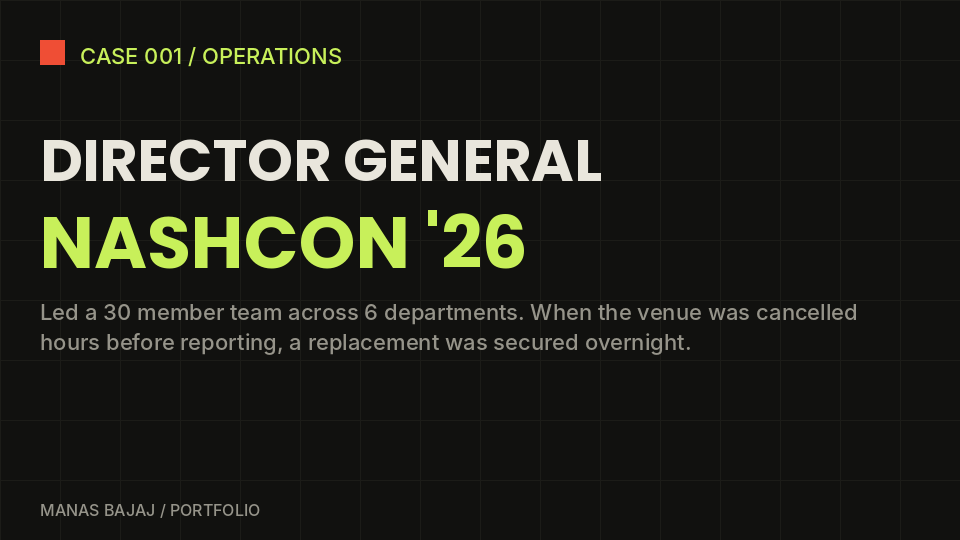 CASE 001 / OPERATIONS
DIRECTOR GENERAL
NASHCON '26
Led a 30 member team across 6 departments. When the venue was cancelled
hours before reporting, a replacement was secured overnight.
MANAS BAJAJ / PORTFOLIO